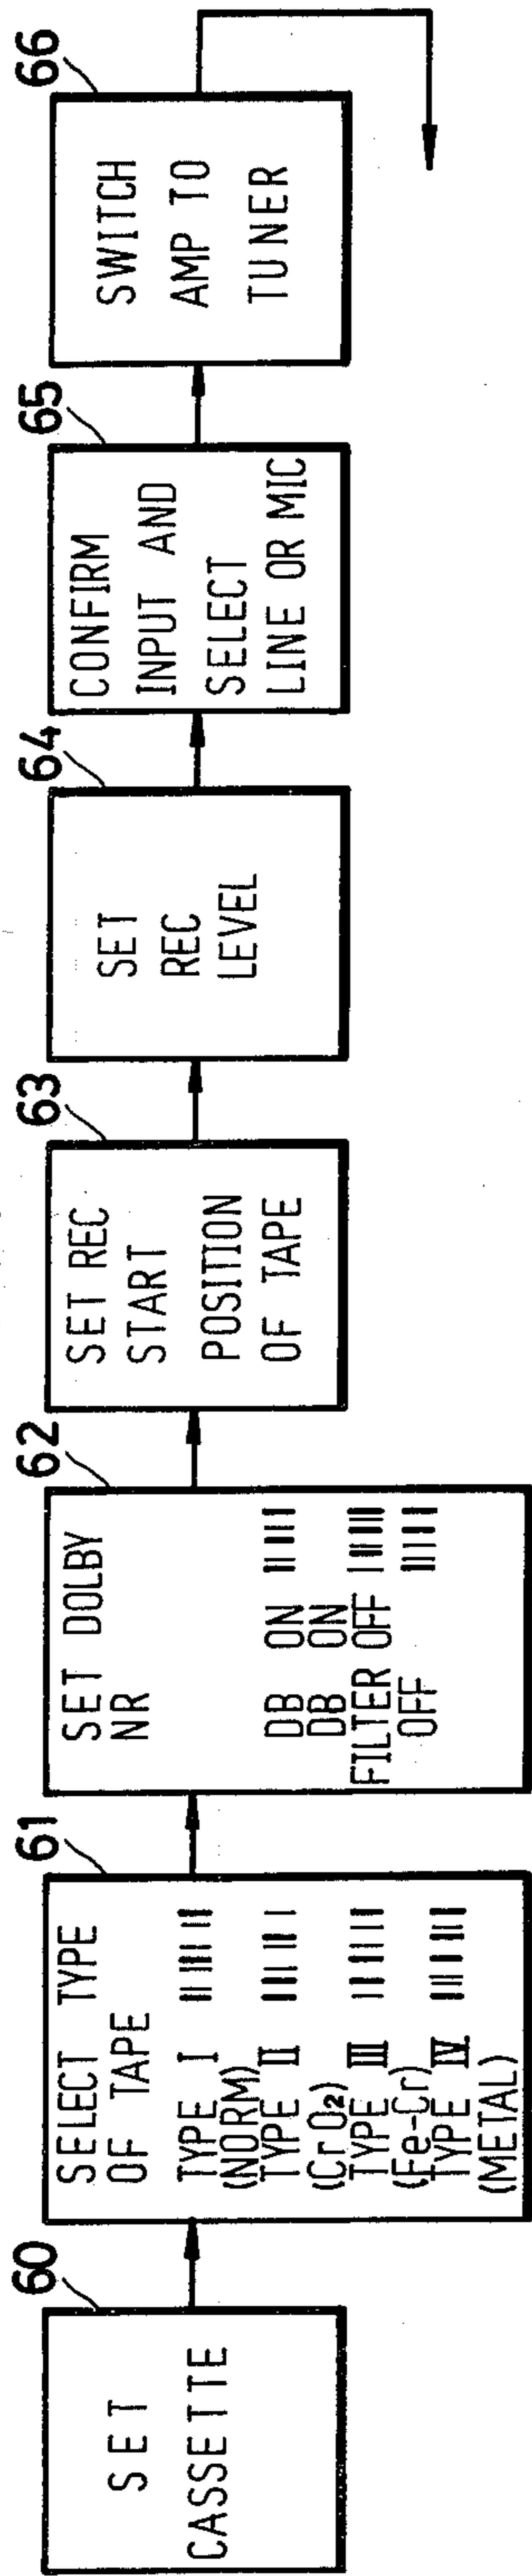 60
SET
CASSETTE
61
SELECT TYPE
OF TAPE
TYPE I
(NORM)
TYPE II
(CrO₂)
TYPE III
(Fe-Cr)
TYPE IV
(METAL)
62
SET DOLBY
NR
DB ON
DB ON
FILTER OFF
OFF
63
SET REC
START
POSITION
OF TAPE
64
SET
REC
LEVEL
65
CONFIRM
INPUT AND
SELECT
LINE OR MIC
66
SWITCH
AMP TO
TUNER